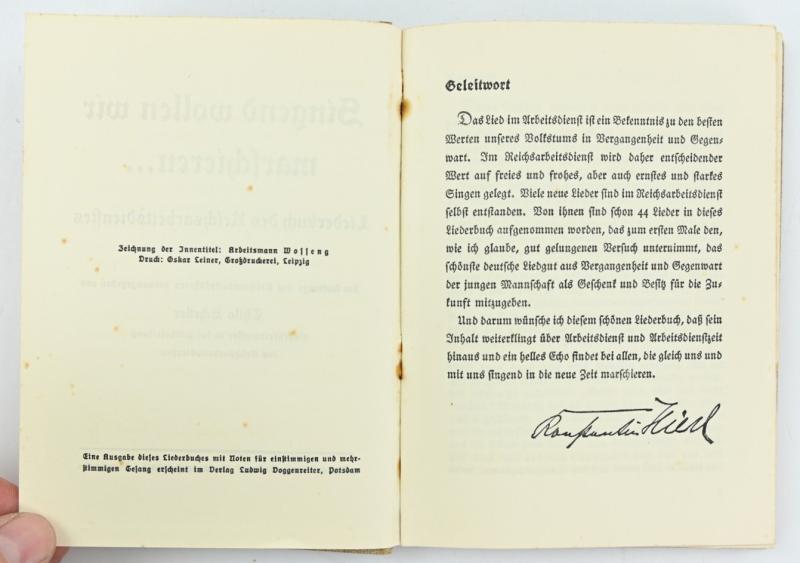 Zeichnung der Innentitel: Arbeitsmann Wosseng
Druck: Oskar Leiner, Großdruckerei, Leipzig
Eine Ausgabe dieses Liederbuches mit Noten für einstimmigen und mehr-
stimmigen Gesang erscheint im Verlag Ludwig Voggenreiter, Potsdam
Geleitwort
Das Lied im Arbeitsdienst ist ein Bekenntnis zu den besten
Werten unseres Volkstums in Vergangenheit und Gegen-
wart. Im Reichsarbeitsdienst wird daher entscheidender
Wert auf freies und frohes, aber auch ernstes und starkes
Singen gelegt. Viele neue Lieder sind im Reichsarbeitsdienst
selbst entstanden. Von ihnen sind schon 44 Lieder in dieses
Liederbuch aufgenommen worden, das zum ersten Male den,
wie ich glaube, gut gelungenen Versuch unternimmt, das
schönste deutsche Liedgut aus Vergangenheit und Gegenwart
der jungen Mannschaft als Geschenk und Besitz für die Zu-
kunft mitzugeben.
Und darum wünsche ich diesem schönen Liederbuch, daß sein
Inhalt weiterklingt über Arbeitsdienst und Arbeitsdienstzeit
hinaus und ein helles Echo findet bei allen, die gleich uns und
mit uns singend in die neue Zeit marschieren.
Konstantin Hierl